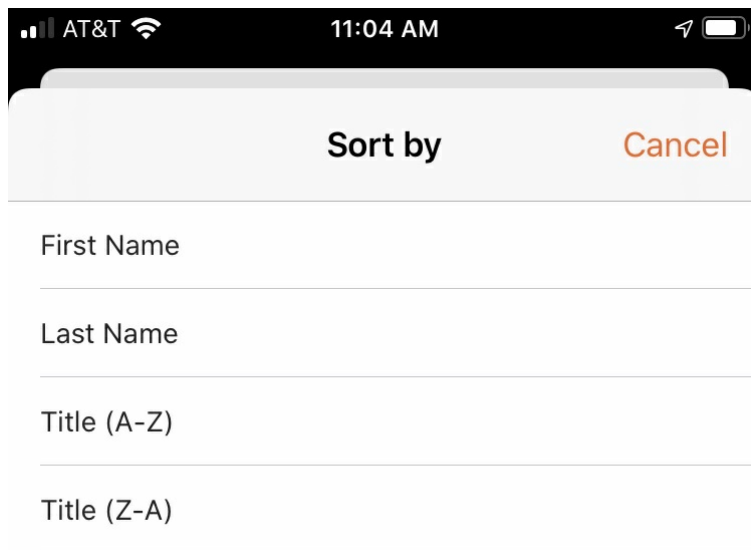 AT&T 11:04 AM
Sort by Cancel
First Name
Last Name
Title (A-Z)
Title (Z-A)